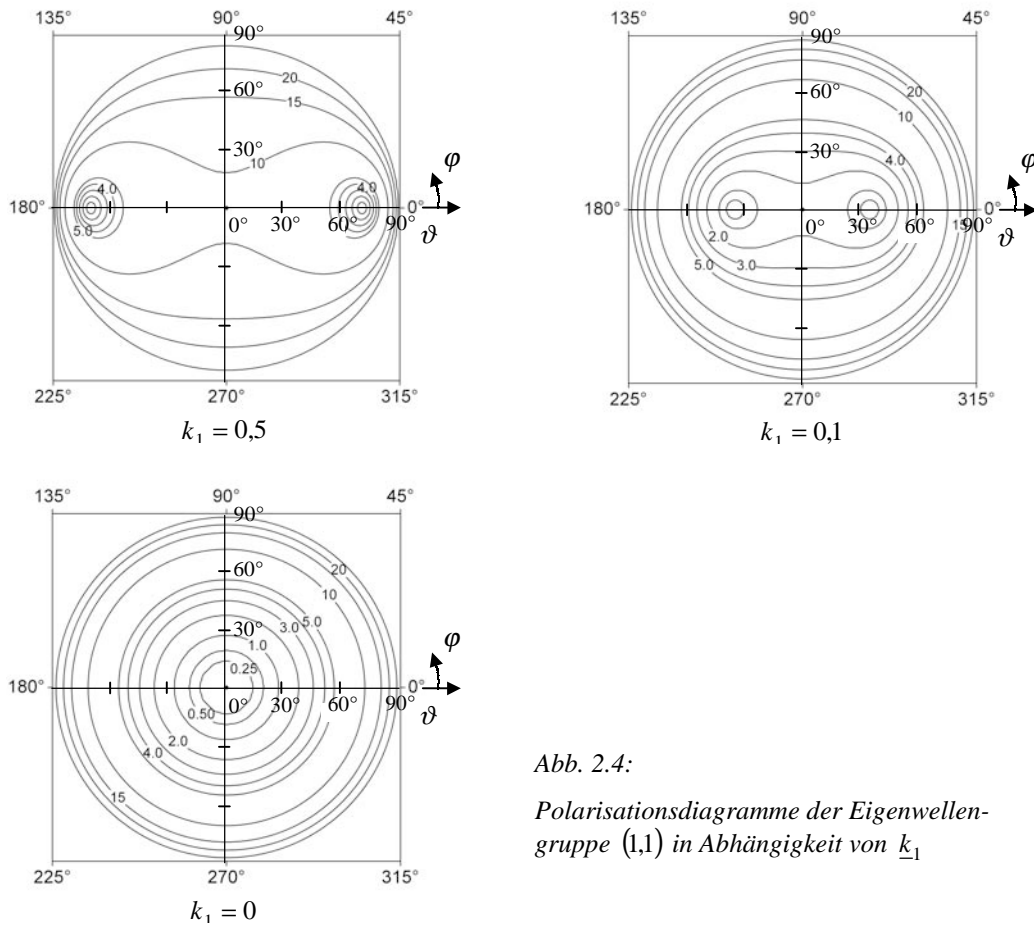 135° 90° 45°
90°
20
60°
15
30°
10
4.0
4.0
φ
180° 0° 30° 60° 90° 0°
ϑ
5.0
225° 270° 315°
k₁ = 0,5
135° 90° 45°
90°
20
60°
10
30°
4.0
φ
180° 0° 30° 60° 15 90° 0°
ϑ
2.0
5.0 3.0
225° 270° 315°
k₁ = 0,1
135° 90° 45°
90°
20
60°
10
5.0
30° 3.0
1.0
0.25
φ
180° 0° 30° 60° 90° 0°
ϑ
0.50
2.0
4.0
15
225° 270° 315°
k₁ = 0
Abb. 2.4:
Polarisationsdiagramme der Eigenwellen-
gruppe (1,1) in Abhängigkeit von k₁